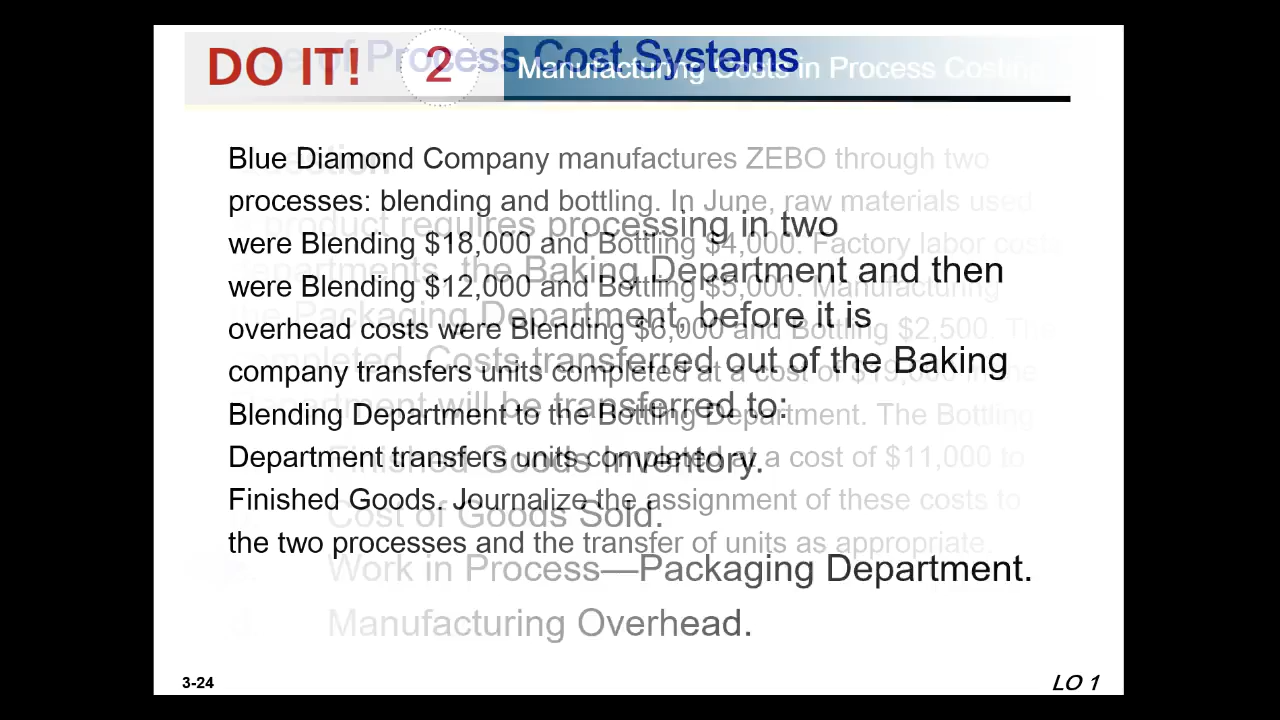 DO IT! 2 Manufacturing Costs in Process Costing
of Process Cost Systems
Blue Diamond Company manufactures ZEBO through two
processes: blending and bottling. In June, raw materials used
were Blending $18,000 and Bottling $4,000. Factory labor costs
were Blending $12,000 and Bottling $5,000. Manufacturing
overhead costs were Blending $6,000 and Bottling $2,500. The
company transfers units completed at a cost of in the
Blending Department to the Bottling Department. The Bottling
Department transfers units completed at a cost of $11,000 to
Finished Goods. Journalize the assignment of these costs to
the two processes and the transfer of units as appropriate.
product requires processing in two
departments, the Baking Department and then
the Packaging Department, before it is
completed. Costs transferred out of the Baking
Department will be transferred to:
Finished Goods Inventory.
Cost of Goods Sold.
Work in Process—Packaging Department.
d. Manufacturing Overhead.
3-24
LO 1